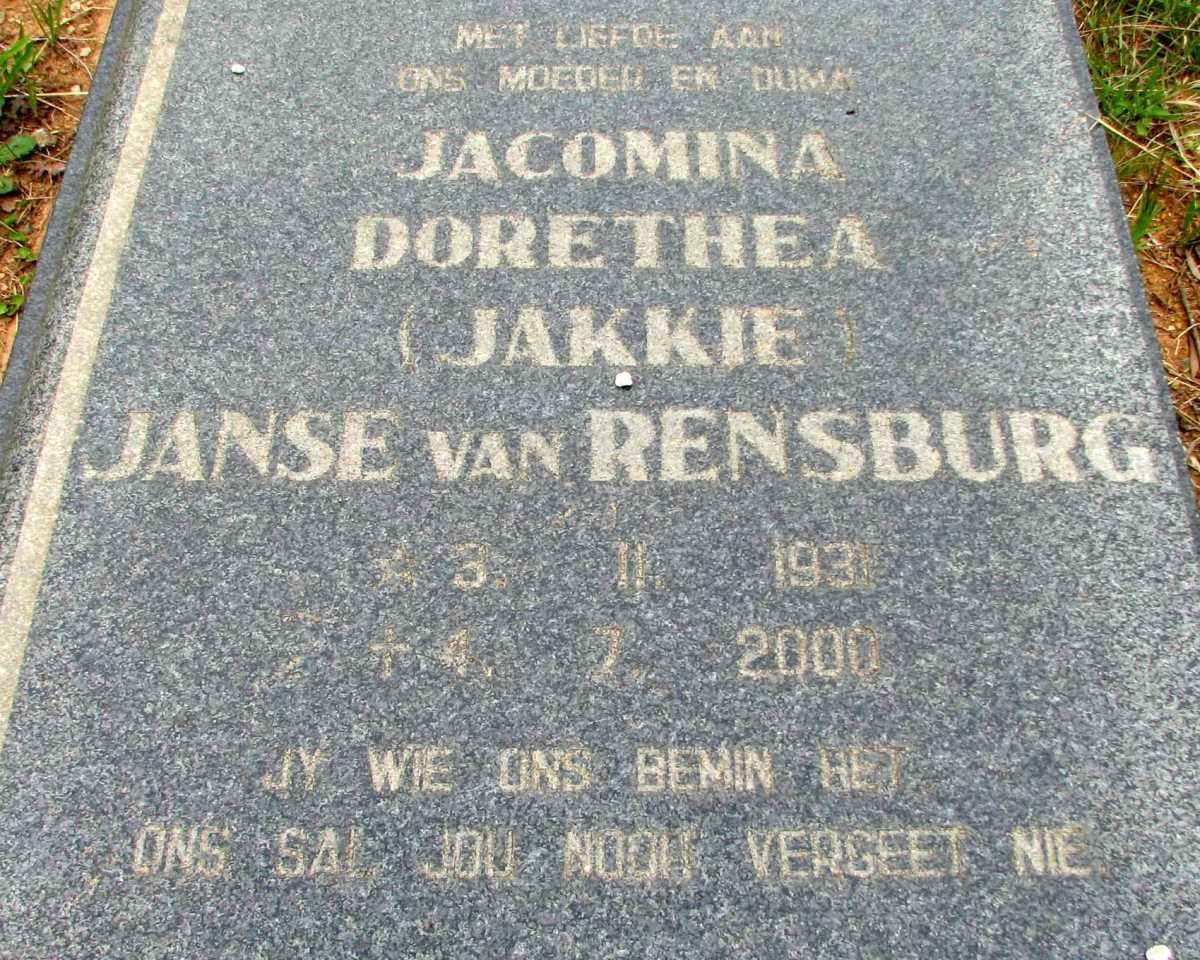 MET LIEFDE AAN
ONS MOEDER EN OUMA
JACOMINA
DORETHEA
(JAKKIE)
JANSE VAN RENSBURG
☆ 3. 11. 1931
† 4. 7. 2000
JY WIE ONS BEMIN HET.
ONS SAL JOU NOOIT VERGEET NIE.